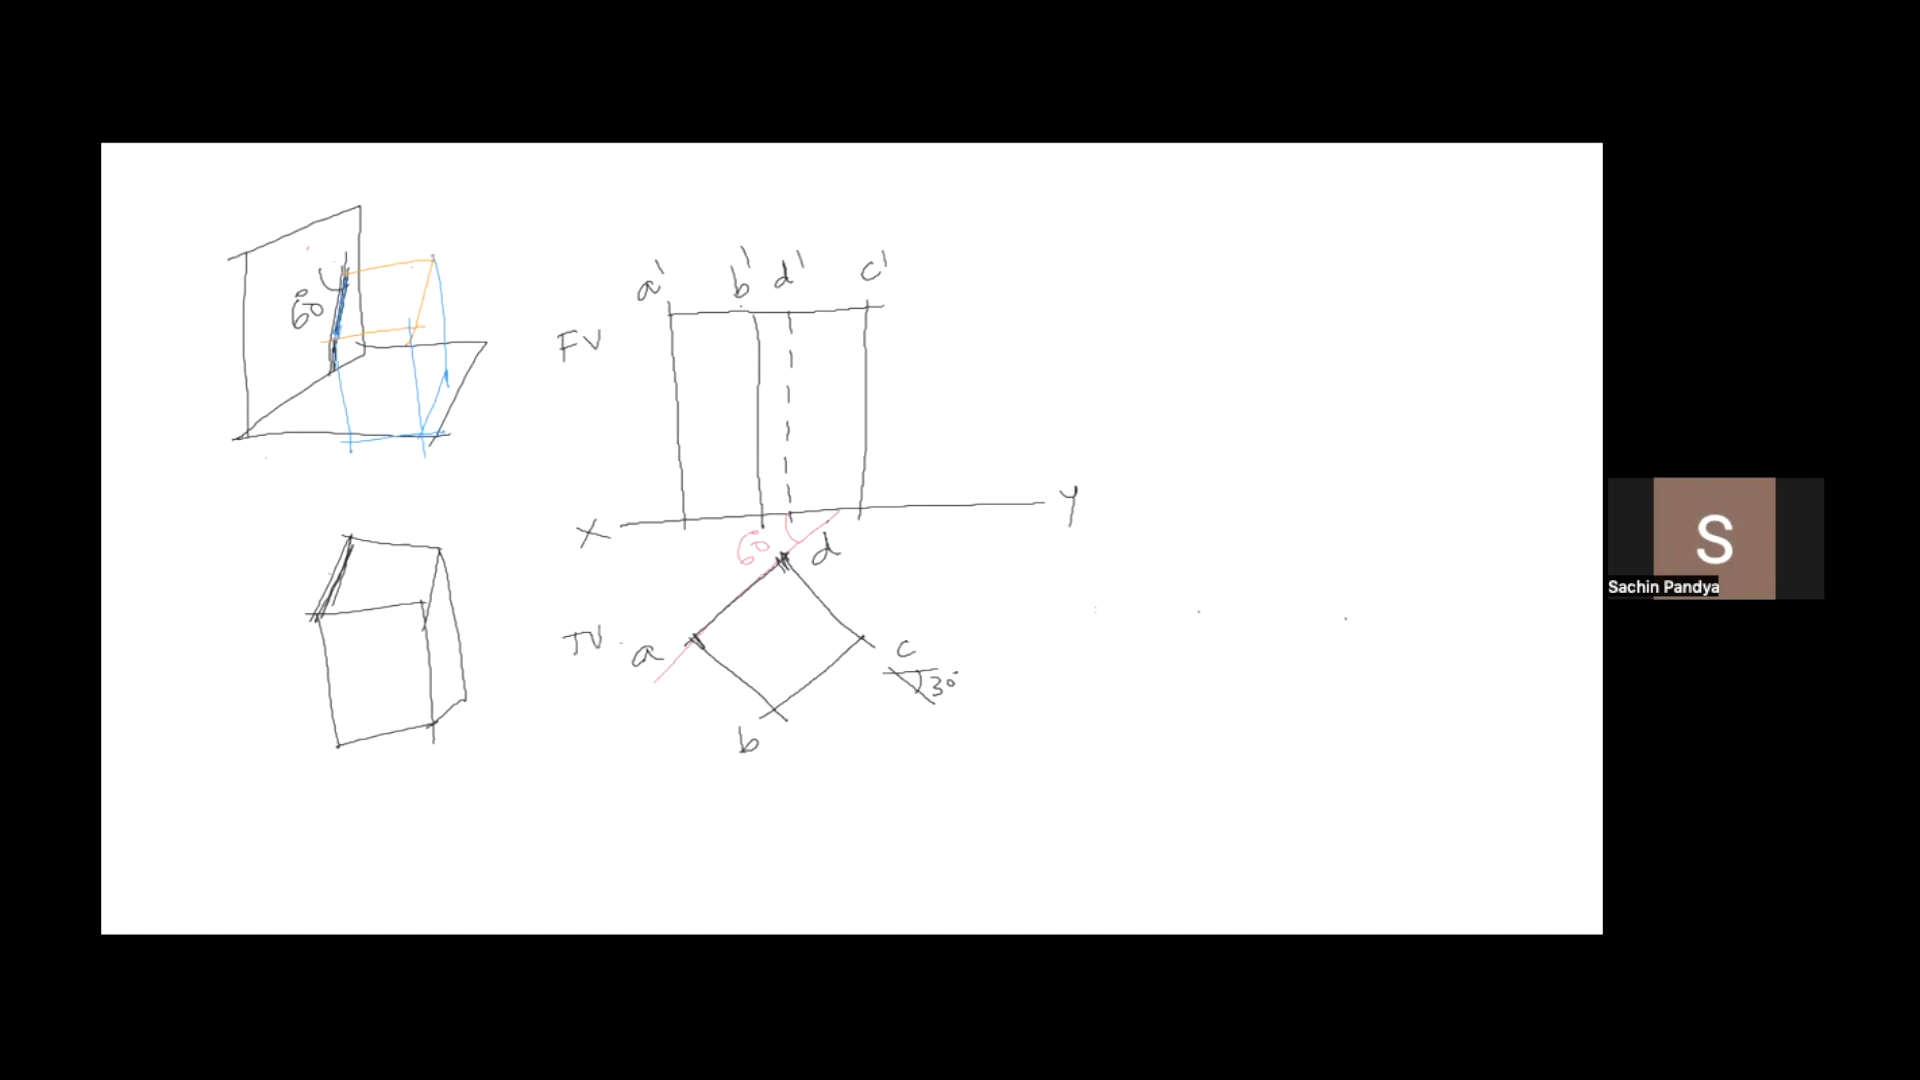 a' b' d' c'
60°
FV
X Y
60 d
TV a c
30°
b
S
Sachin Pandya